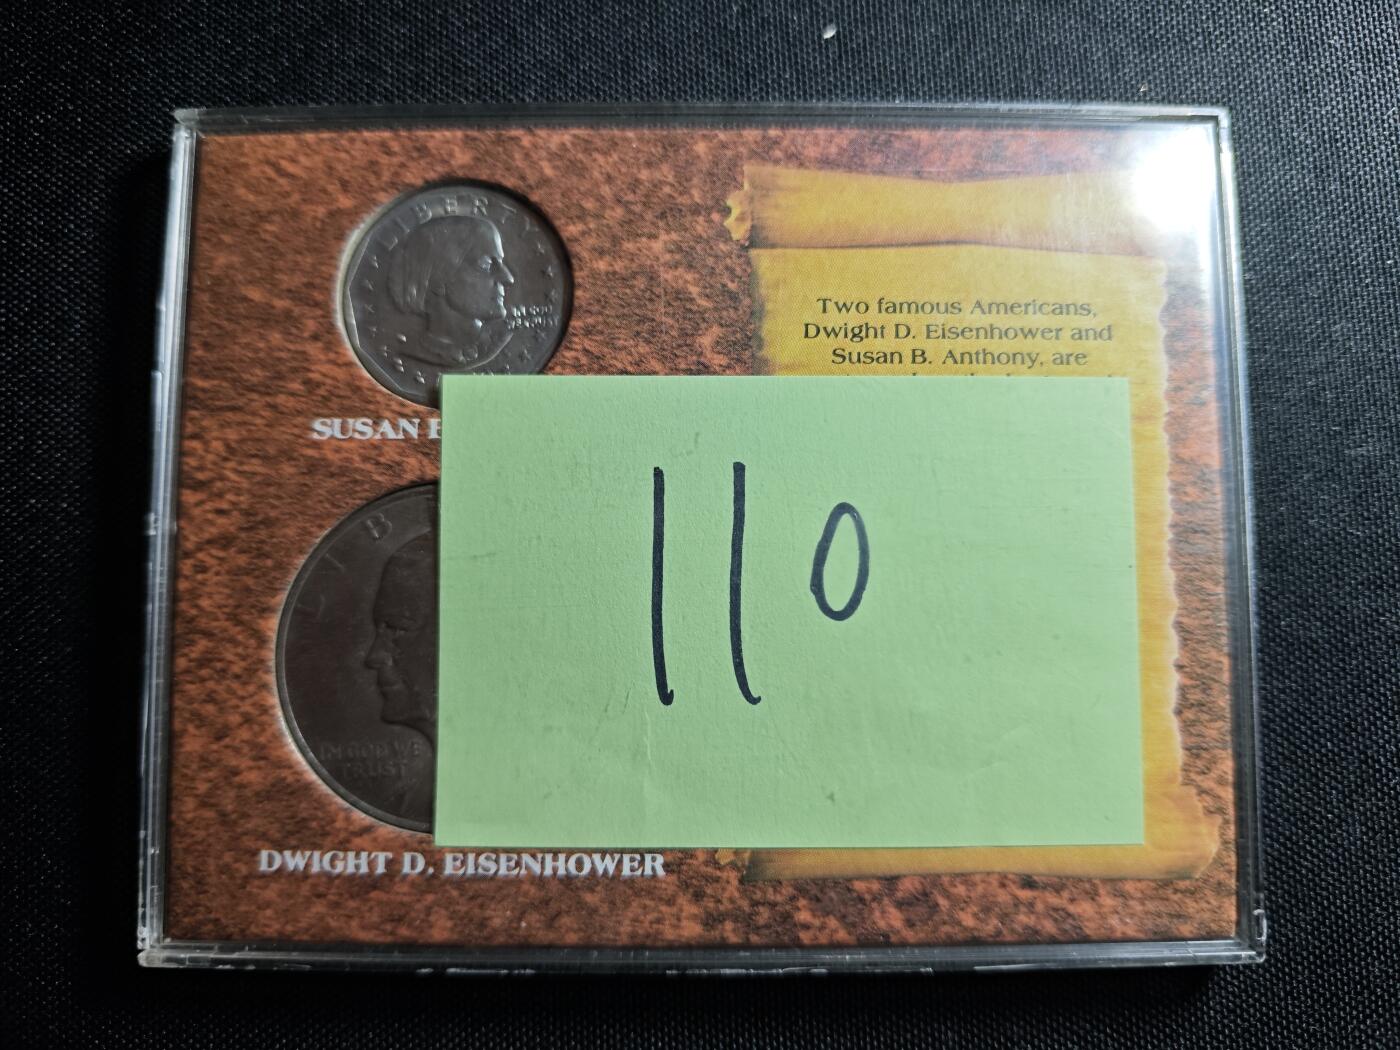 LIBERTY
IN GOD
WE TRUST
SUSAN B
LIB
IN GOD WE
TRUST
DWIGHT D. EISENHOWER
Two famous Americans,
Dwight D. Eisenhower and
Susan B. Anthony, are
110